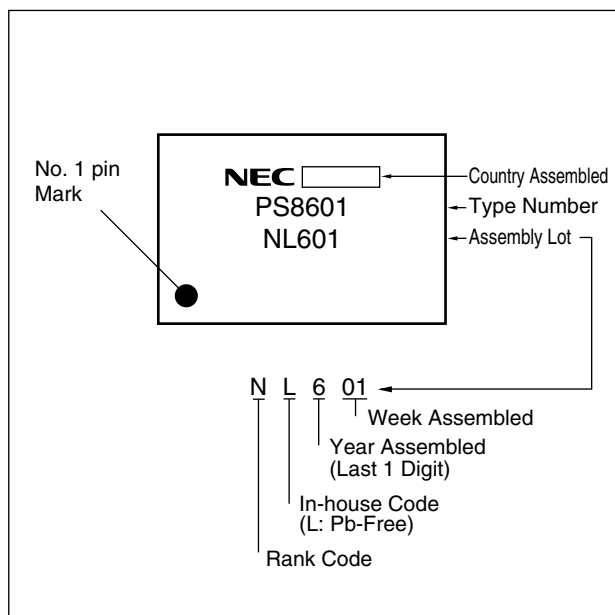 No. 1 pin
Mark
NEC
Country Assembled
PS8601
Type Number
NL601
Assembly Lot
N L 6 01
Week Assembled
Year Assembled
(Last 1 Digit)
In-house Code
(L: Pb-Free)
Rank Code